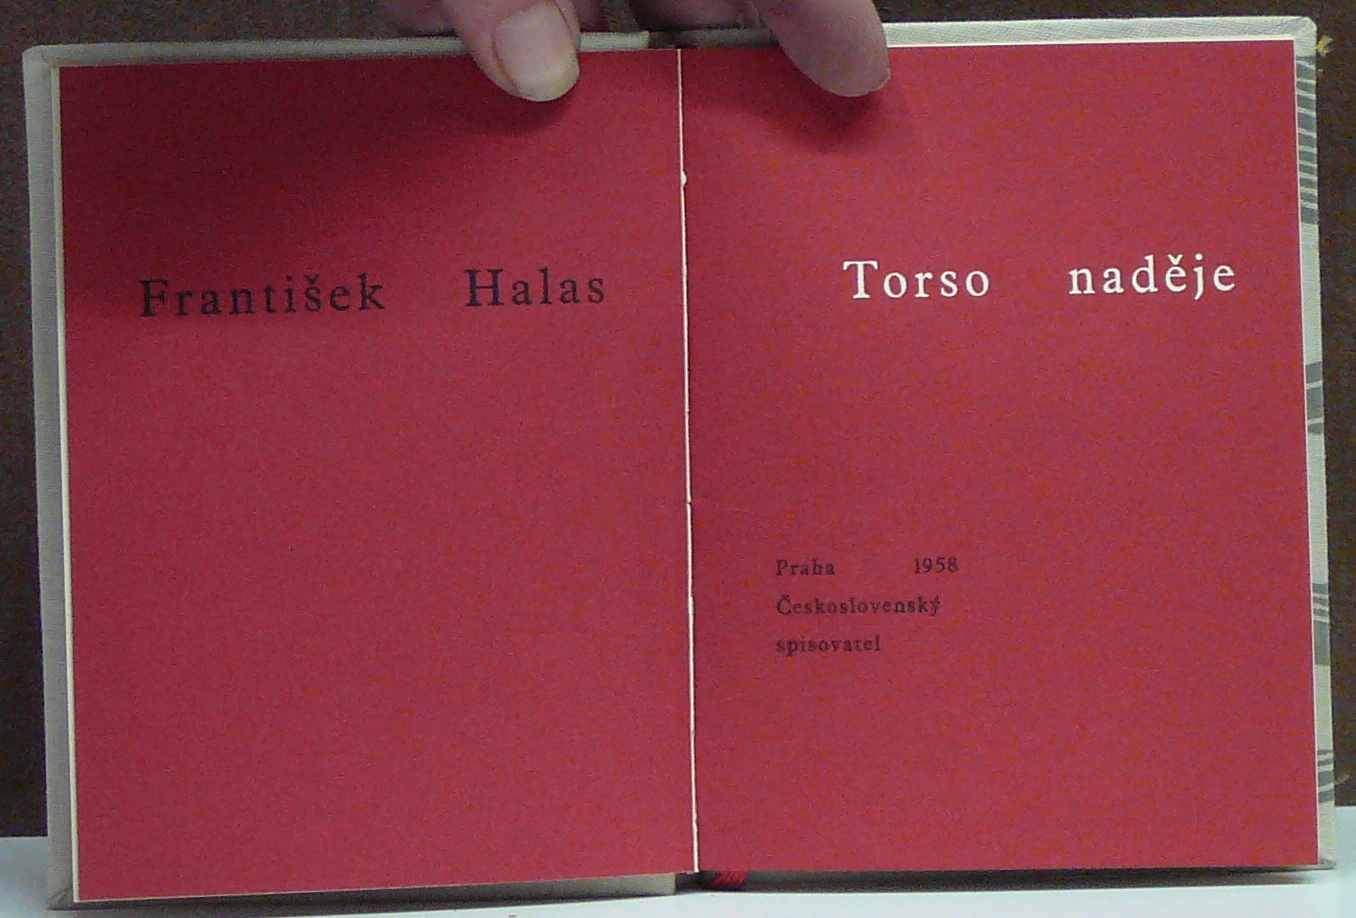 František Halas
Torso naděje
Praha 1958
Československý
spisovatel